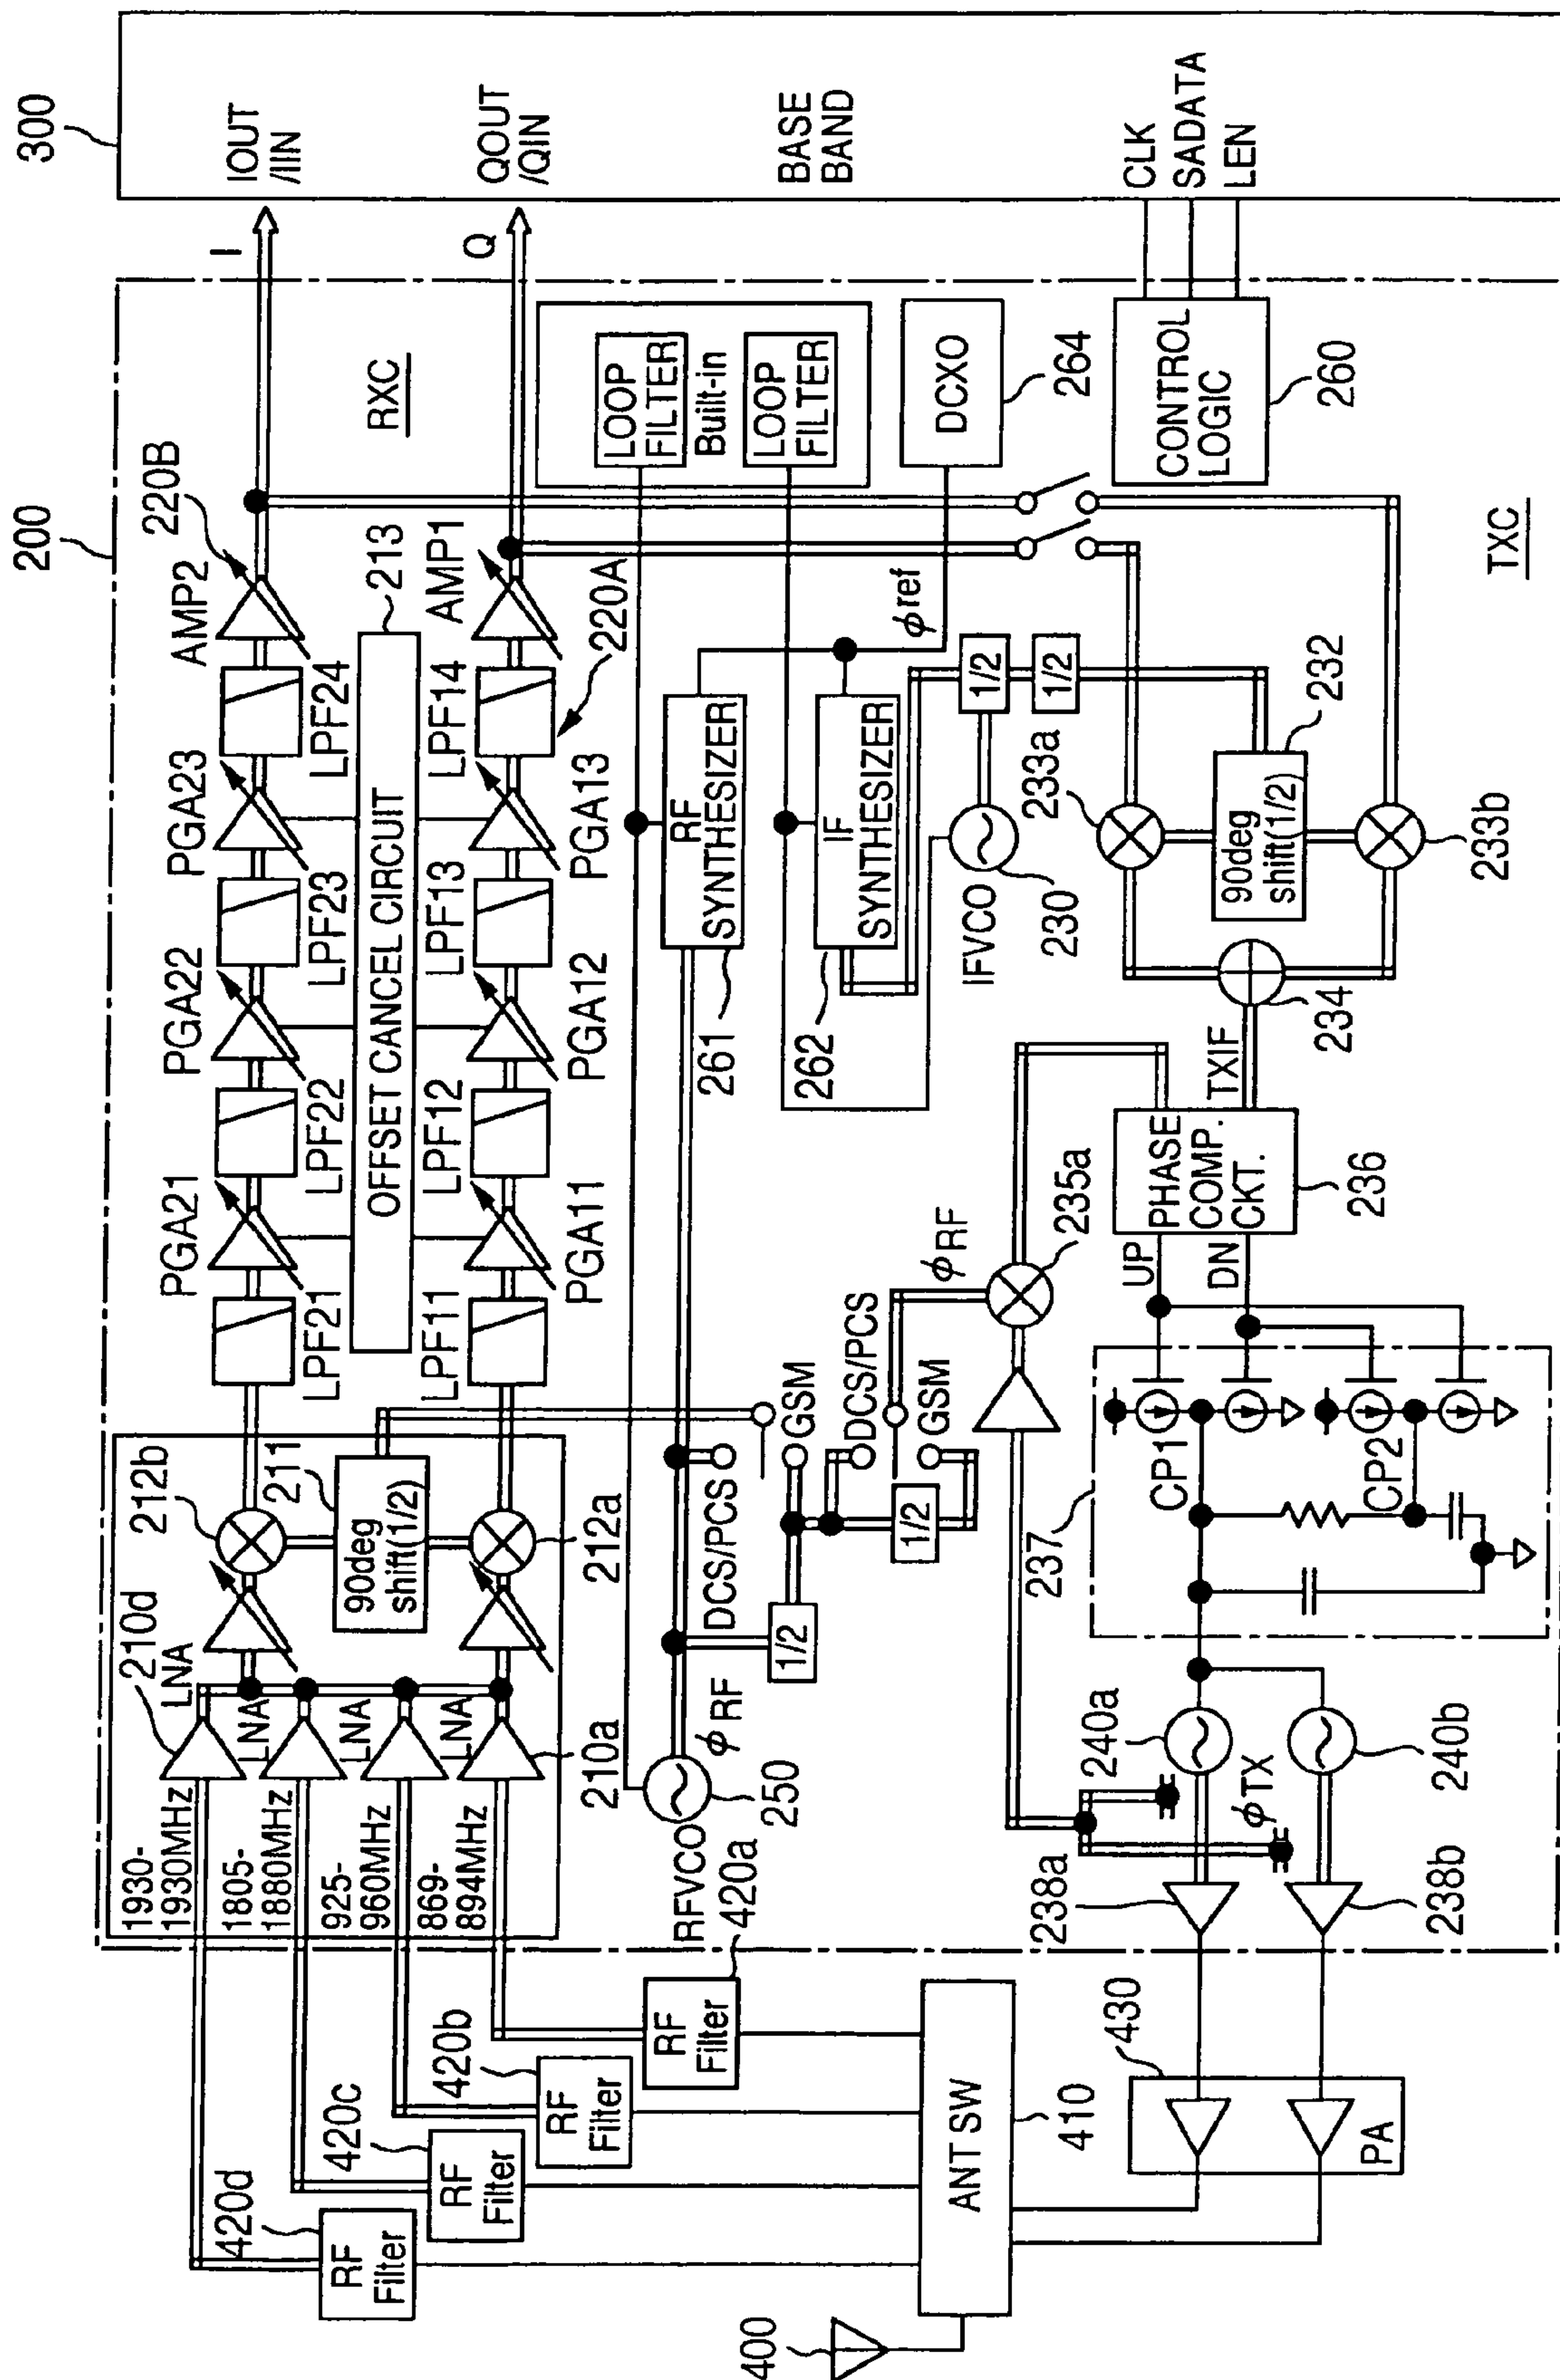 200
300
RXC
I
IOUT
/IIN
Q
QOUT
/QIN
BASE
BAND
CLK
SADATA
LEN
420d
RF
Filter
420c
RF
Filter
420b
RF
Filter
420a
RF
Filter
400
ANT SW
410
430
PA
1930-
1930MHz
1805-
1880MHz
925-
960MHz
869-
894MHz
210d
LNA
LNA
LNA
LNA
210a
212b
211
90deg
shift(1/2)
212a
LPF21
PGA21
LPF22
PGA22
LPF23
PGA23
LPF24
AMP2
220B
OFFSET CANCEL CIRCUIT
213
LPF11
PGA11
LPF12
PGA12
LPF13
PGA13
LPF14
AMP1
220A
LOOP
FILTER
Built-in
LOOP
FILTER
DCXO
264
CONTROL
LOGIC
260
RFVCO
250
ϕRF
DCS/PCS
GSM
1/2
DCS/PCS
GSM
1/2
RF
SYNTHESIZER
261
IF
SYNTHESIZER
262
ϕref
IFVCO
230
1/2
1/2
ϕRF
235a
233a
90deg
shift(1/2)
232
233b
234
TXIF
PHASE
COMP.
CKT.
236
UP
DN
237
CP1
CP2
240a
240b
ϕTX
238a
238b
TXC